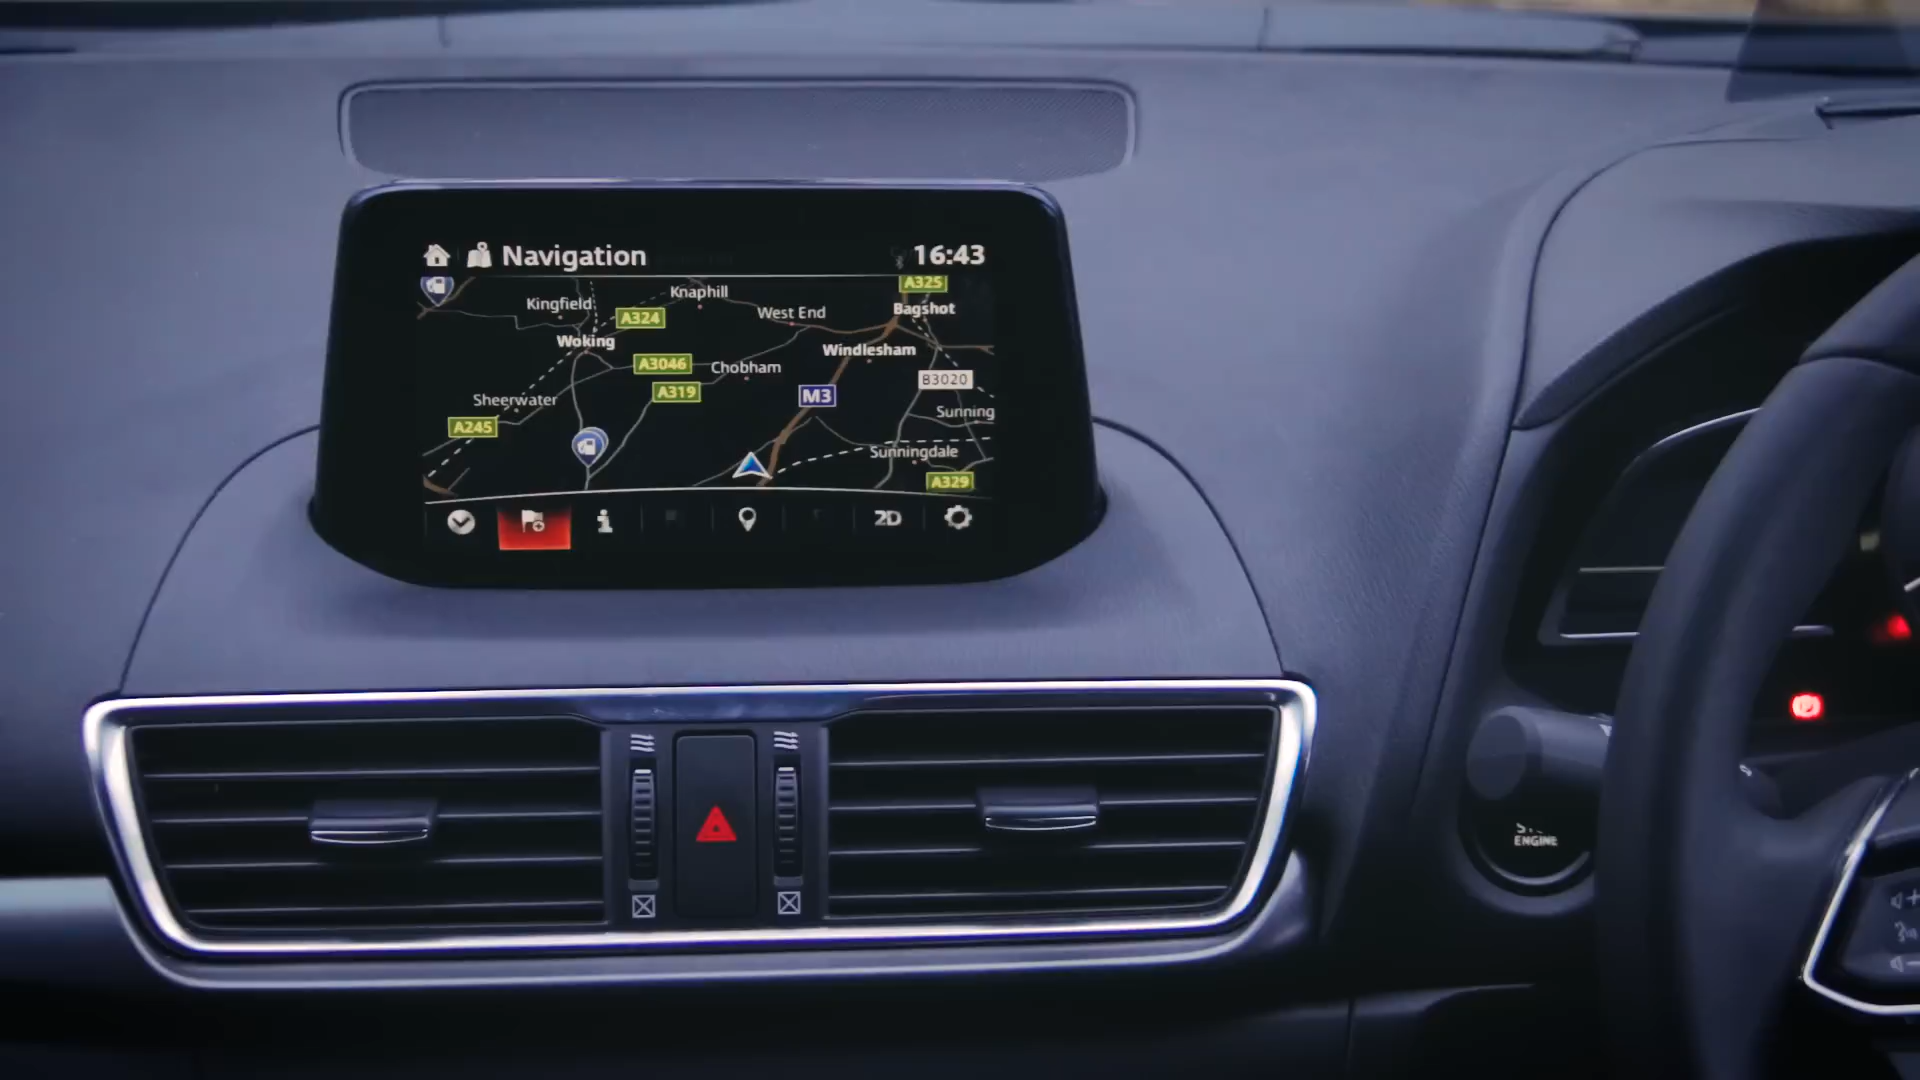 Navigation
16:43
A325
Knaphill
Kingfield
Bagshot
West End
A324
Woking
Windlesham
A3046
Chobham
B3020
A319
M3
Sheerwater
Sunning
A245
Sunningdale
A329
2D
ENGINE